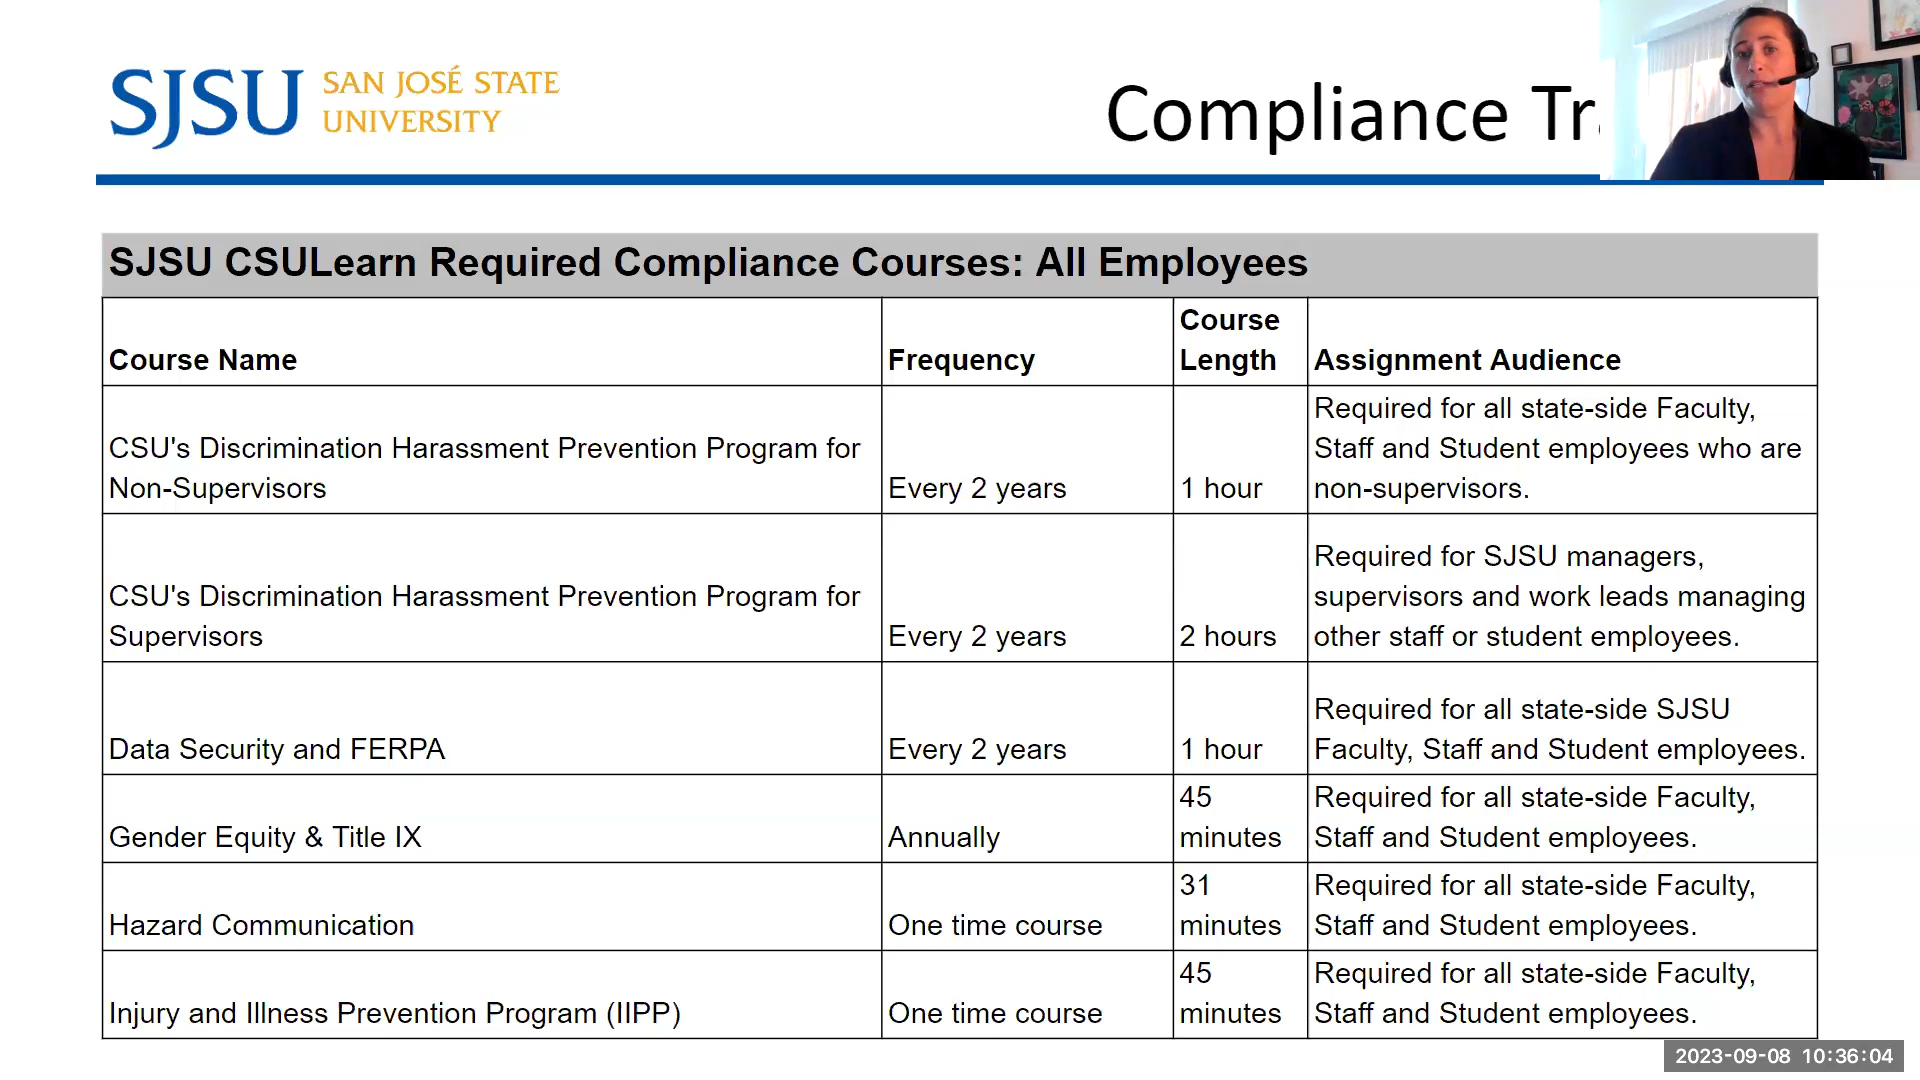 SJSU SAN JOSÉ STATE
UNIVERSITY
Compliance
SJSU CSULearn Required Compliance Courses: All Employees
Course Name
Frequency
Course
Length
Assignment Audience
CSU's Discrimination Harassment Prevention Program for
Non-Supervisors
Every 2 years
1 hour
Required for all state-side Faculty,
Staff and Student employees who are
non-supervisors.
CSU's Discrimination Harassment Prevention Program for
Supervisors
Every 2 years
2 hours
Required for SJSU managers,
supervisors and work leads managing
other staff or student employees.
Data Security and FERPA
Every 2 years
1 hour
Required for all state-side SJSU
Faculty, Staff and Student employees.
Gender Equity & Title IX
Annually
45
minutes
Required for all state-side Faculty,
Staff and Student employees.
Hazard Communication
One time course
31
minutes
Required for all state-side Faculty,
Staff and Student employees.
Injury and Illness Prevention Program (IIPP)
One time course
45
minutes
Required for all state-side Faculty,
Staff and Student employees.
2023-09-08 10:36:04